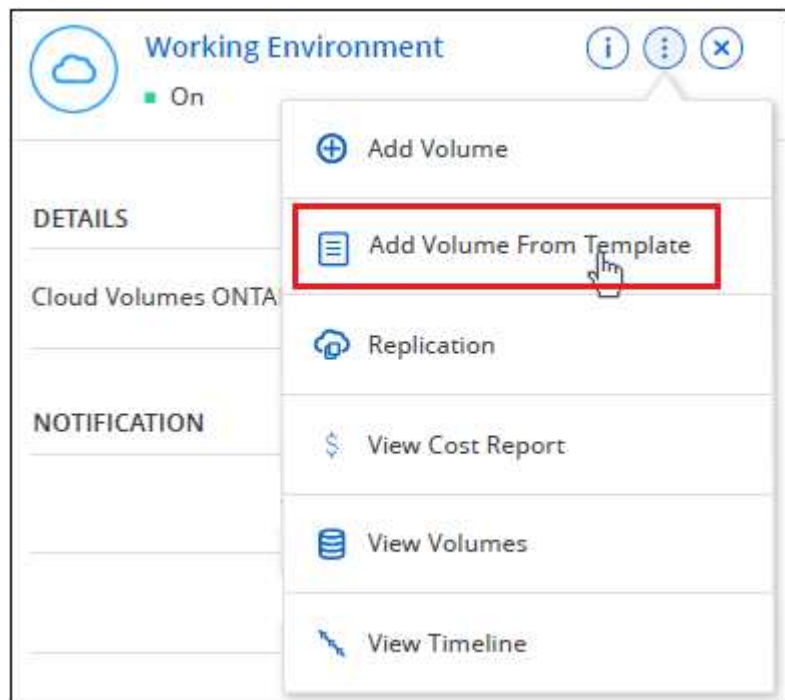 Working Environment
On
Add Volume
DETAILS
Add Volume From Template
Cloud Volumes ONTA
Replication
NOTIFICATION
$ View Cost Report
View Volumes
View Timeline